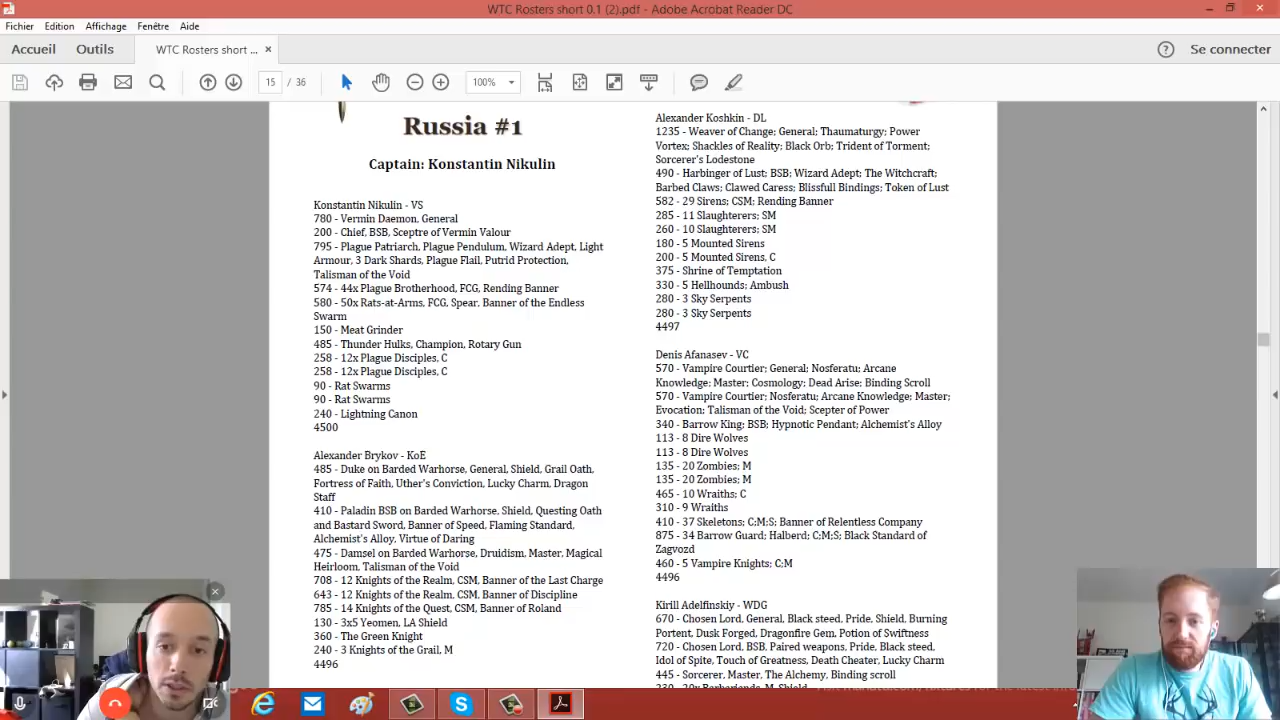 WTC Rosters short 0.1 (2).pdf - Adobe Acrobat Reader DC
Fichier Edition Affichage Fenêtre Aide
Accueil Outils WTC Rosters short ... × Se connecter
15 / 36 100%
Russia #1
Captain: Konstantin Nikulin
Konstantin Nikulin - VS
780 - Vermin Daemon, General
200 - Chief, BSB, Sceptre of Vermin Valour
795 - Plague Patriarch, Plague Pendulum, Wizard Adept, Light
Armour, 3 Dark Shards, Plague Flail, Putrid Protection,
Talisman of the Void
574 - 44x Plague Brotherhood, FCG, Rending Banner
580 - 50x Rats-at-Arms, FCG, Spear, Banner of the Endless
Swarm
150 - Meat Grinder
485 - Thunder Hulks, Champion, Rotary Gun
258 - 12x Plague Disciples, C
258 - 12x Plague Disciples, C
90 - Rat Swarms
90 - Rat Swarms
240 - Lightning Canon
4500
Alexander Brykov - KoE
485 - Duke on Barded Warhorse, General, Shield, Grail Oath,
Fortress of Faith, Uther's Conviction, Lucky Charm, Dragon
Staff
410 - Paladin BSB on Barded Warhorse, Shield, Questing Oath
and Bastard Sword, Banner of Speed, Flaming Standard,
Alchemist's Alloy, Virtue of Daring
475 - Damsel on Barded Warhorse, Druidism, Master, Magical
Heirloom, Talisman of the Void
708 - 12 Knights of the Realm, CSM, Banner of the Last Charge
643 - 12 Knights of the Realm, CSM, Banner of Discipline
785 - 14 Knights of the Quest, CSM, Banner of Roland
130 - 3x5 Yeomen, LA Shield
360 - The Green Knight
240 - 3 Knights of the Grail, M
4496
Alexander Koshkin - DL
1235 - Weaver of Change; General; Thaumaturgy; Power
Vortex; Shackles of Reality; Black Orb; Trident of Torment;
Sorcerer's Lodestone
490 - Harbinger of Lust; BSB; Wizard Adept; The Witchcraft;
Barbed Claws; Clawed Caress; Blissfull Bindings; Token of Lust
582 - 29 Sirens; CSM; Rending Banner
285 - 11 Slaughterers; SM
260 - 10 Slaughterers; SM
180 - 5 Mounted Sirens
200 - 5 Mounted Sirens, C
375 - Shrine of Temptation
330 - 5 Hellhounds; Ambush
280 - 3 Sky Serpents
280 - 3 Sky Serpents
4497
Denis Afanasev - VC
570 - Vampire Courtier; General; Nosferatu; Arcane
Knowledge; Master; Cosmology; Dead Arise; Binding Scroll
570 - Vampire Courtier; Nosferatu; Arcane Knowledge; Master;
Evocation; Talisman of the Void; Scepter of Power
340 - Barrow King; BSB; Hypnotic Pendant; Alchemist's Alloy
113 - 8 Dire Wolves
113 - 8 Dire Wolves
135 - 20 Zombies; M
135 - 20 Zombies; M
465 - 10 Wraiths; C
310 - 9 Wraiths
410 - 37 Skeletons; C;M;S; Banner of Relentless Company
875 - 34 Barrow Guard; Halberd; C;M;S; Black Standard of
Zagvozd
460 - 5 Vampire Knights; C;M
4496
Kirill Adelfinskiy - WDG
670 - Chosen Lord, General, Black steed, Pride, Shield, Burning
Portent, Dusk Forged, Dragonfire Gem, Potion of Swiftness
720 - Chosen Lord, BSB, Paired weapons, Pride, Black steed,
Idol of Spite, Touch of Greatness, Death Cheater, Lucky Charm
445 - Sorcerer, Master, The Alchemy, Binding scroll